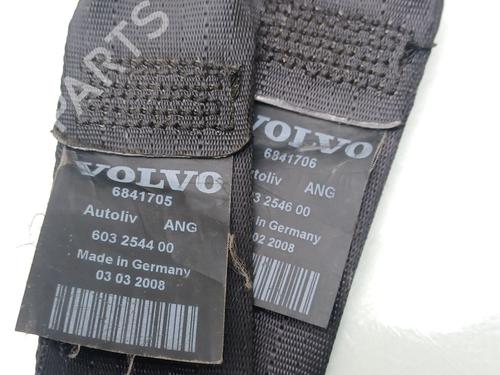 PARTS
VOLVO
6841705
Autoliv ANG
603 2544 00
Made in Germany
03 03 2008
VOLVO
6841706
Autoliv ANG
2546 00
Made in Germany
02 2008